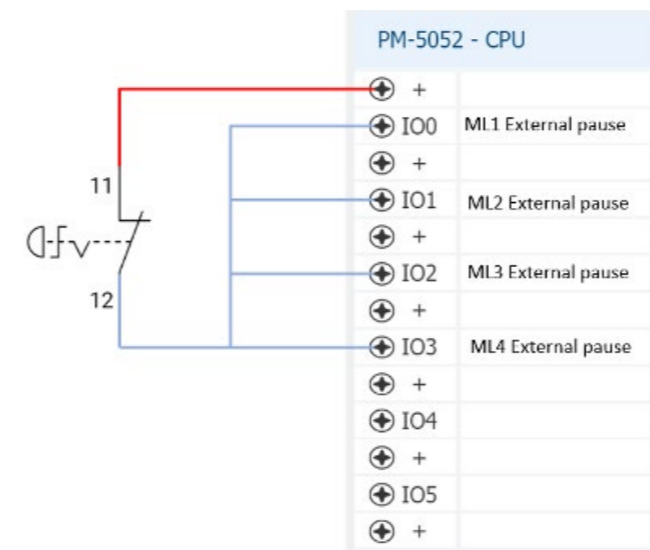 PM-5052 - CPU
+
IO0 ML1 External pause
+
11
IO1 ML2 External pause
+
IO2 ML3 External pause
12
+
IO3 ML4 External pause
+
IO4
+
IO5
+